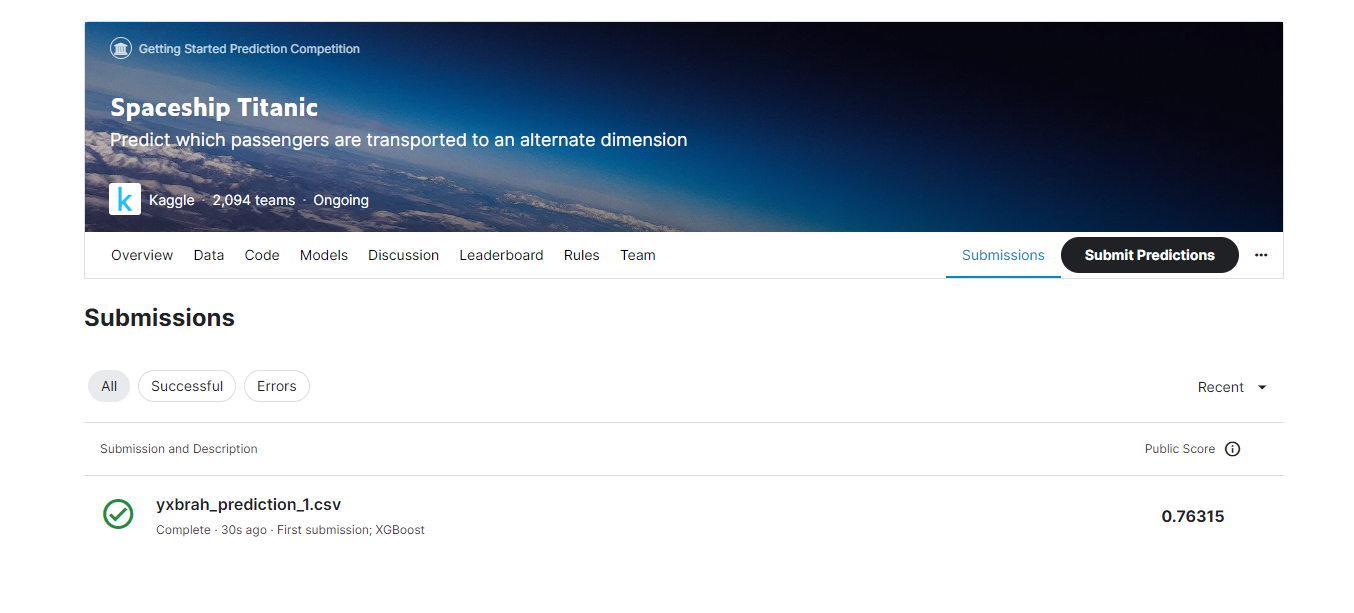 Getting Started Prediction Competition
Spaceship Titanic
Predict which passengers are transported to an alternate dimension
k Kaggle · 2,094 teams · Ongoing
Overview Data Code Models Discussion Leaderboard Rules Team Submissions Submit Predictions ...
Submissions
All Successful Errors Recent
Submission and Description Public Score
yxbrah_prediction_1.csv 0.76315
Complete · 30s ago · First submission; XGBoost